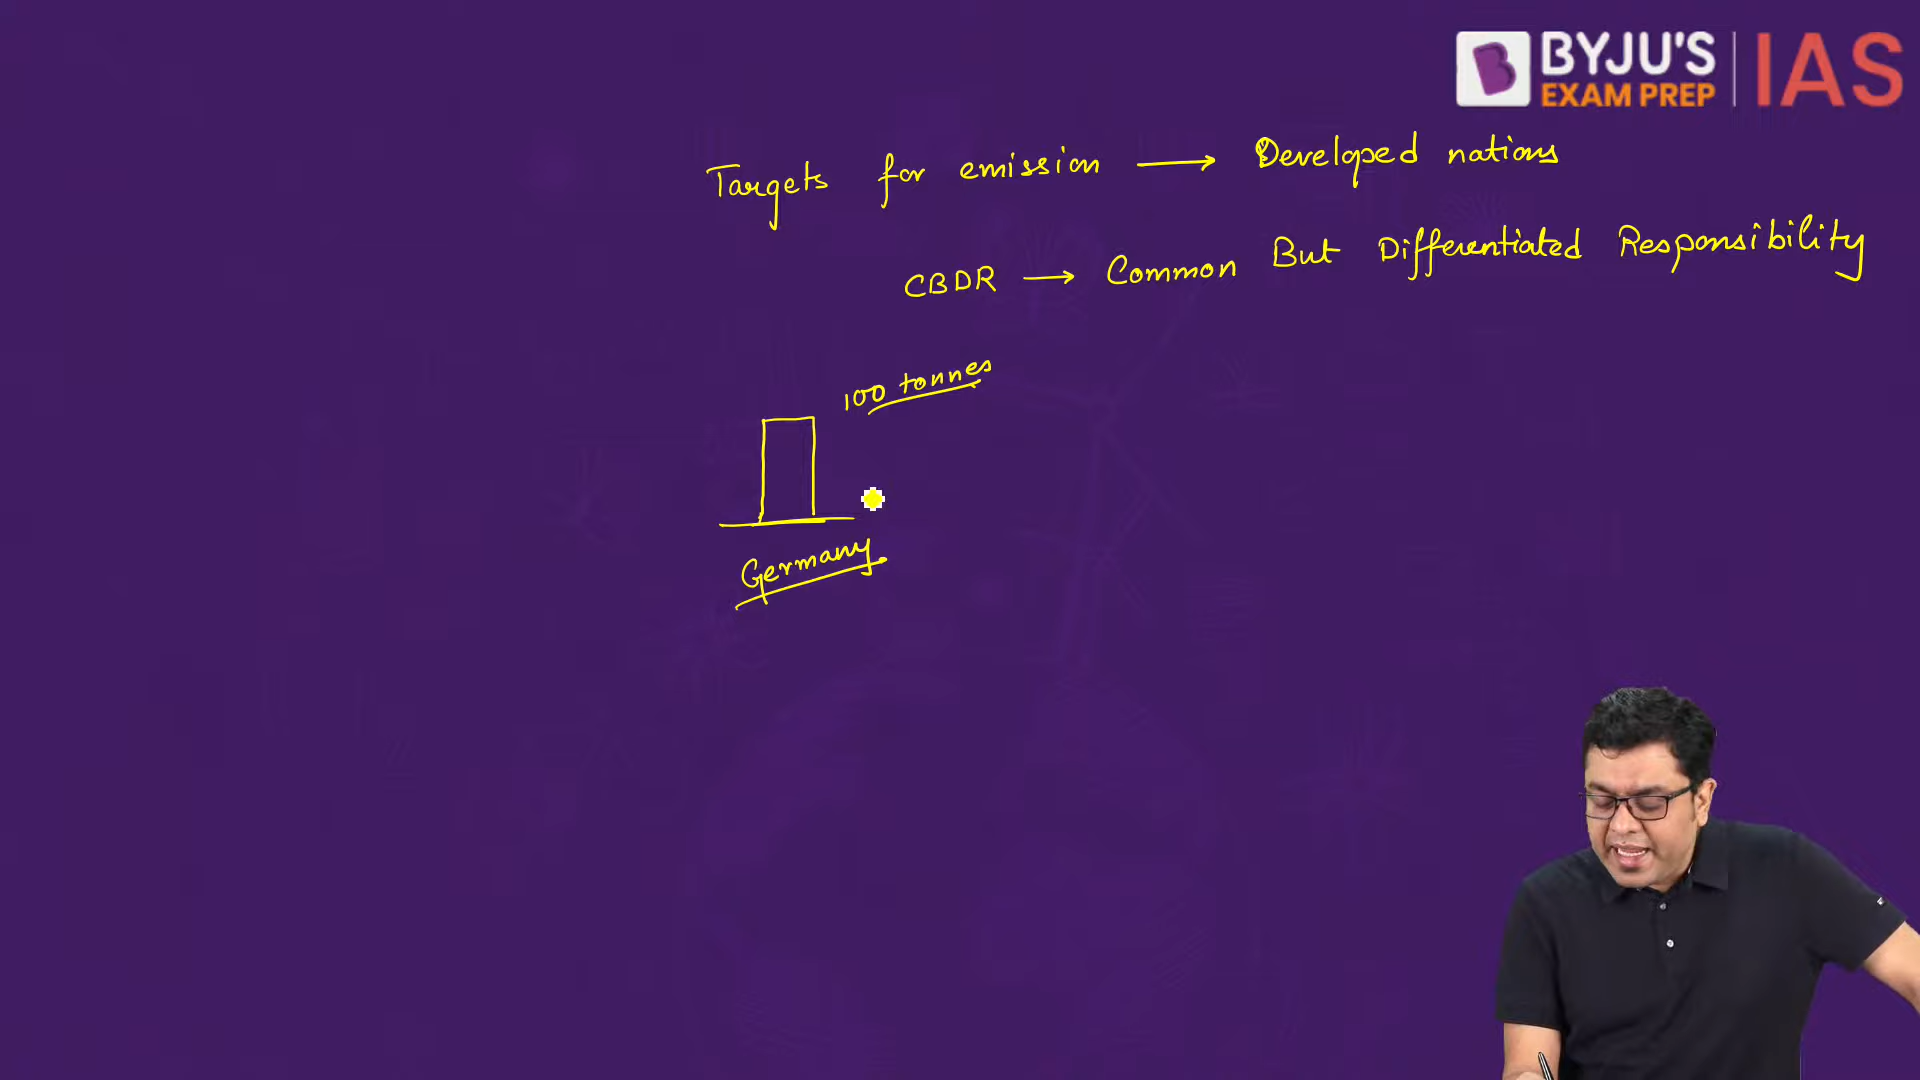 BYJU'S
EXAM PREP
IAS
Targets for emission → Developed nations
CBDR → Common But Differentiated Responsibility
100 tonnes
Germany